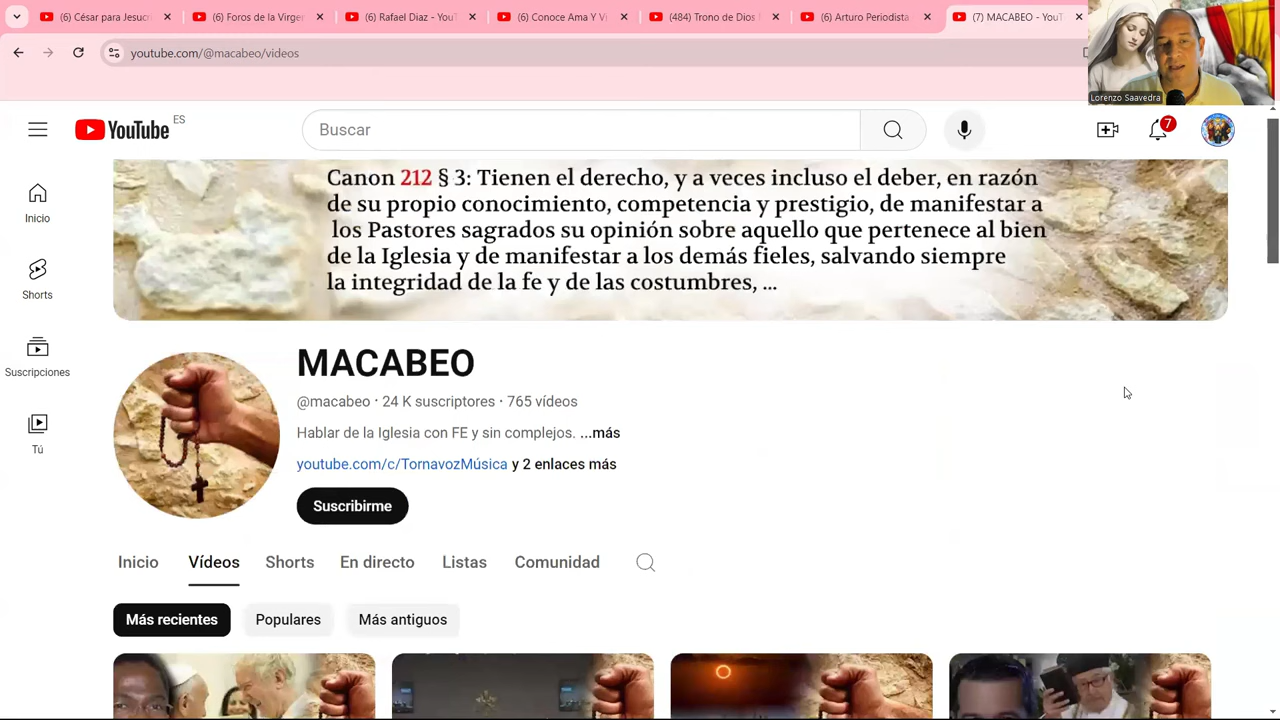 (6) César para Jesucri
(6) Foros de la Virger
(6) Rafael Diaz - YouT
(6) Conoce Ama Y Vi
(484) Trono de Dios
(6) Arturo Periodista
(7) MACABEO - YouT
youtube.com/@macabeo/videos
Lorenzo Saavedra
YouTube ES
Buscar
7
Inicio
Shorts
Suscripciones
Tú
Canon 212 § 3: Tienen el derecho, y a veces incluso el deber, en razón
de su propio conocimiento, competencia y prestigio, de manifestar a
los Pastores sagrados su opinión sobre aquello que pertenece al bien
de la Iglesia y de manifestar a los demás fieles, salvando siempre
la integridad de la fe y de las costumbres, ...
MACABEO
@macabeo · 24 K suscriptores · 765 vídeos
Hablar de la Iglesia con FE y sin complejos. ...más
youtube.com/c/TornavozMúsica y 2 enlaces más
Suscribirme
Inicio Vídeos Shorts En directo Listas Comunidad
Más recientes Populares Más antiguos